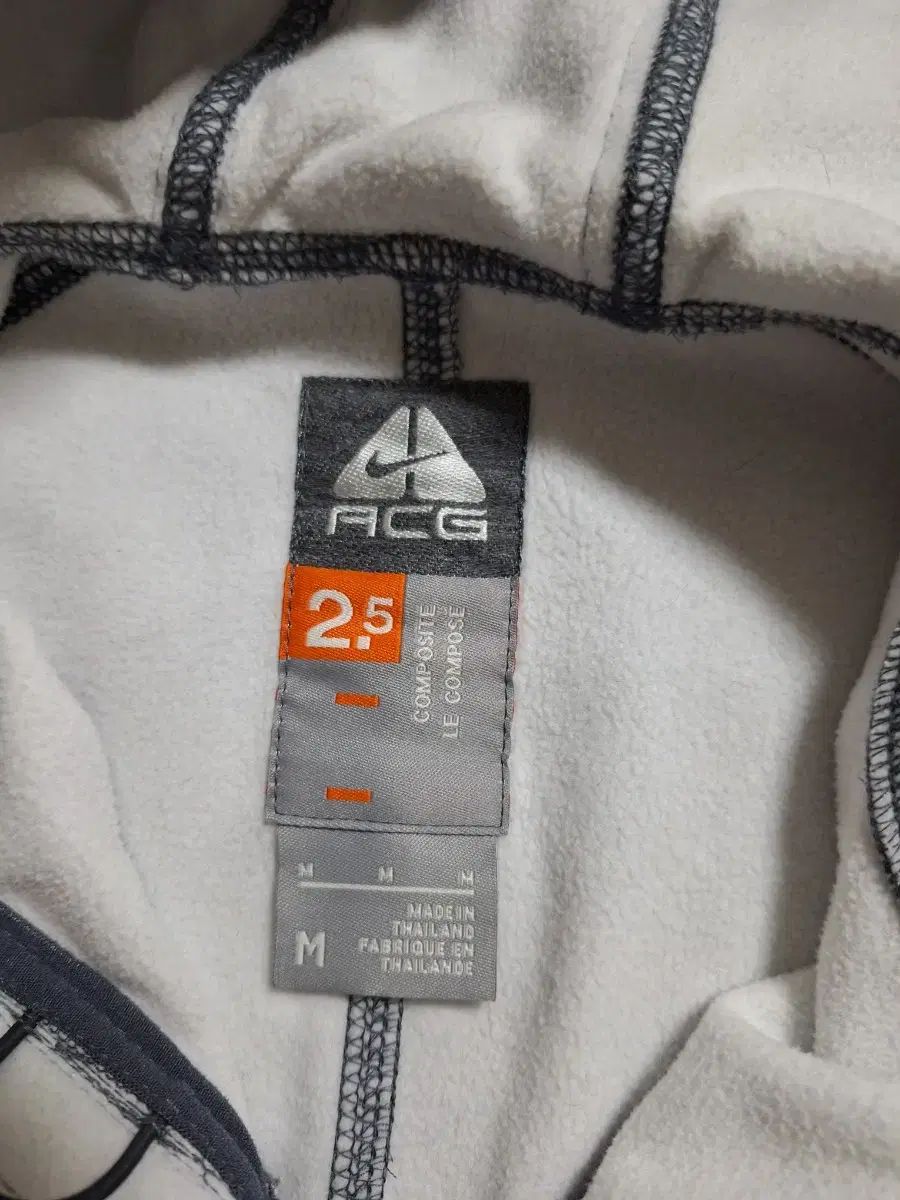 ACG
2.5
COMPOSITE
LE COMPOSE
M M M
M
MADE IN
THAILAND
FABRIQUE EN
THAILANDE